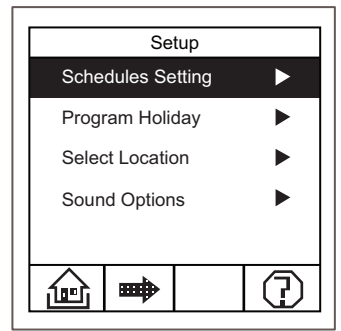 Setup
Schedules Setting ▶
Program Holiday ▶
Select Location ▶
Sound Options ▶
?